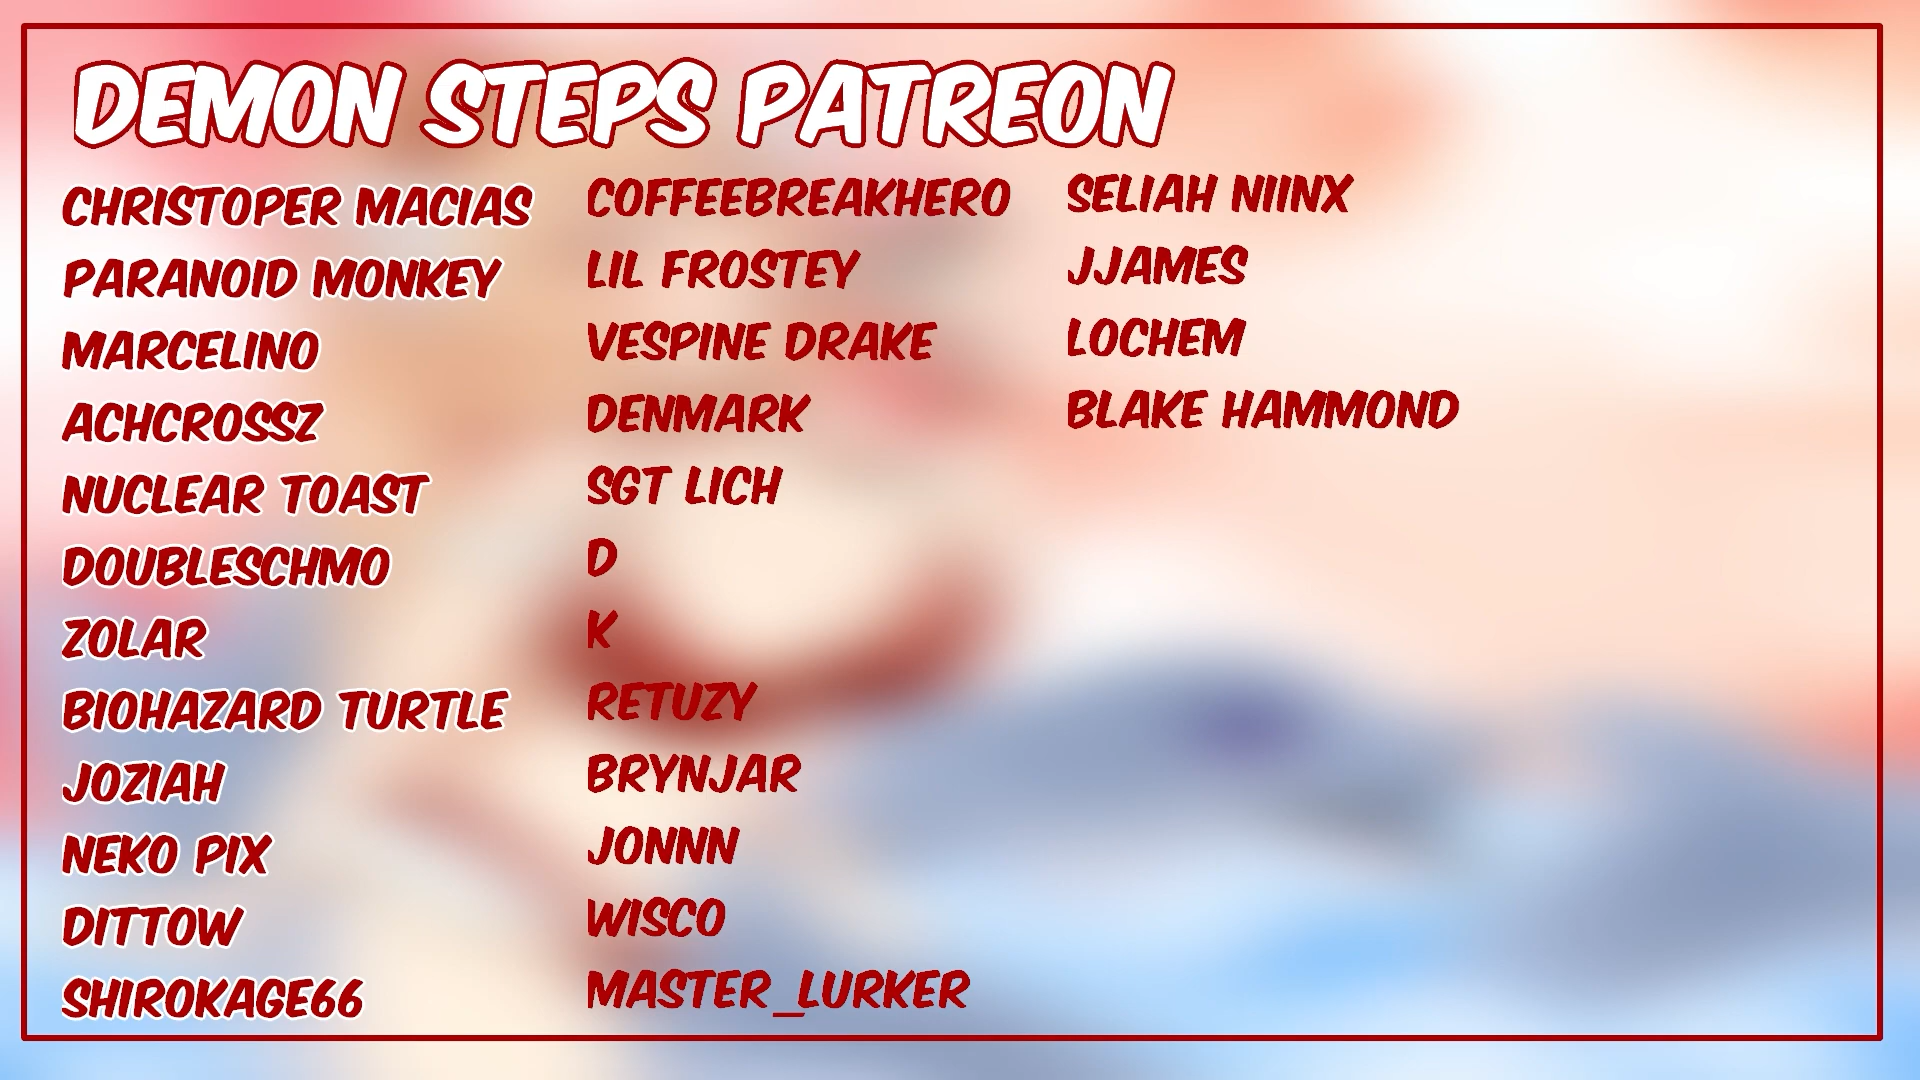 DEMON STEPS PATREON
CHRISTOPER MACIAS
PARANOID MONKEY
MARCELINO
ACHCROSSZ
NUCLEAR TOAST
DOUBLESCHMO
ZOLAR
BIOHAZARD TURTLE
JOZIAH
NEKO PIX
DITTOW
SHIROKAGE66
COFFEEBREAKHERO
LIL FROSTEY
VESPINE DRAKE
DENMARK
SGT LICH
D
K
RETUZY
BRYNJAR
JONNN
WISCO
MASTER_LURKER
SELIAH NIINX
JJAMES
LOCHEM
BLAKE HAMMOND